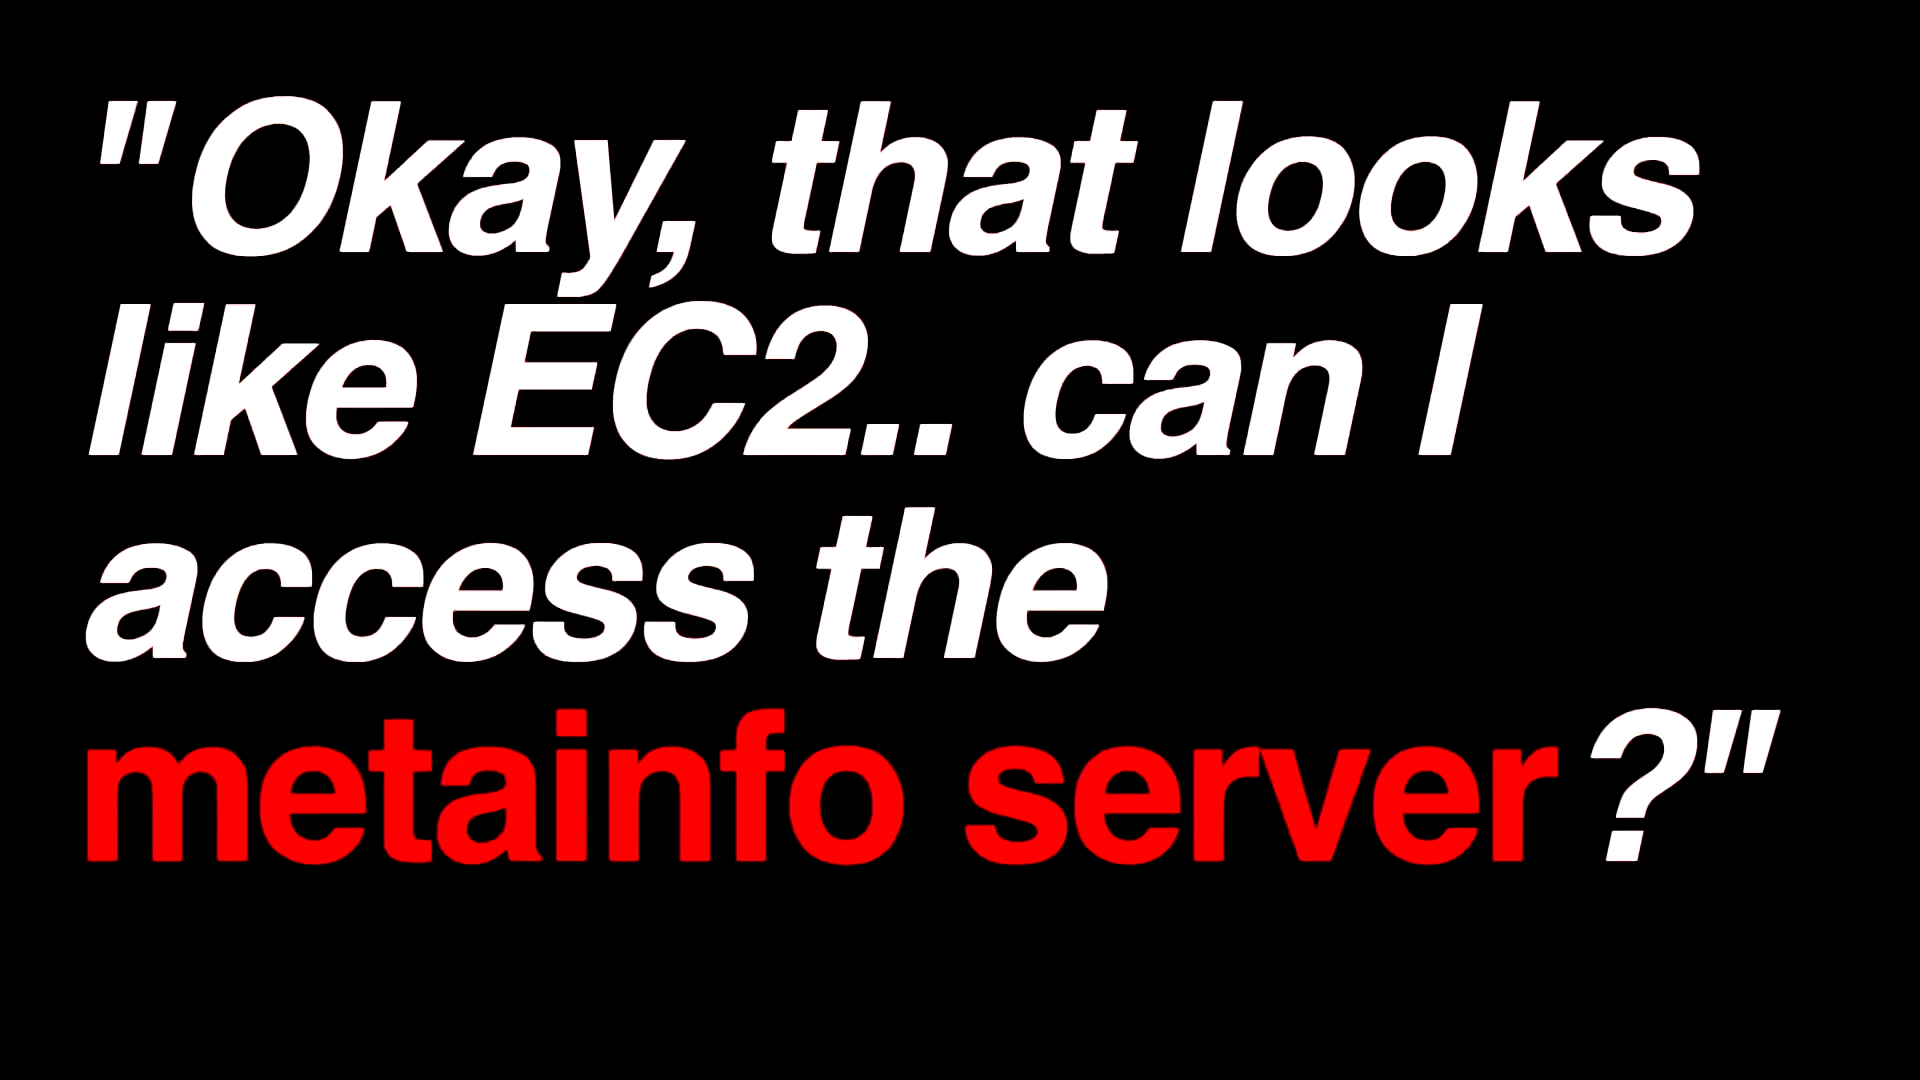 "Okay, that looks
like EC2.. can I
access the
metainfo server?"